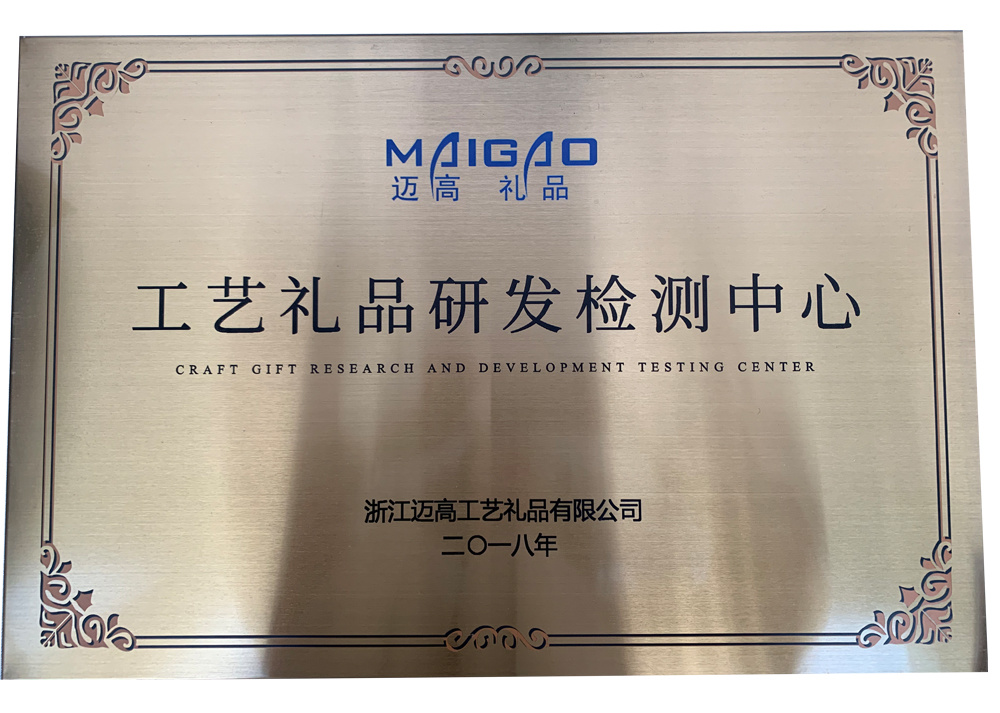 MAIGAO
迈高 礼品
工艺礼品研发检测中心
CRAFT GIFT RESEARCH AND DEVELOPMENT TESTING CENTER
浙江迈高工艺礼品有限公司
二〇一八年